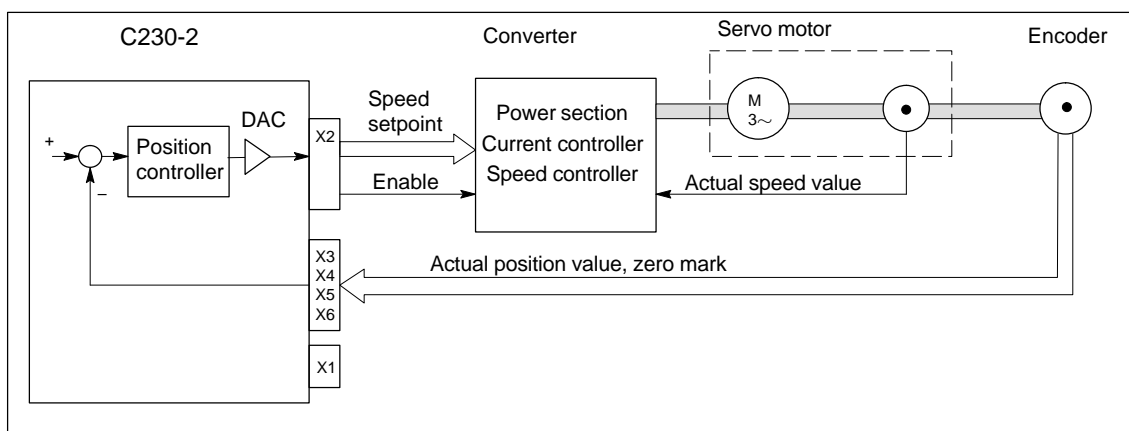 C230-2
Converter
Servo motor
Encoder
Speed
setpoint
DAC
X2
Position
controller
+
−
Enable
Power section
Current controller
Speed controller
M
3∼
Actual speed value
X3
X4
X5
X6
Actual position value, zero mark
X1